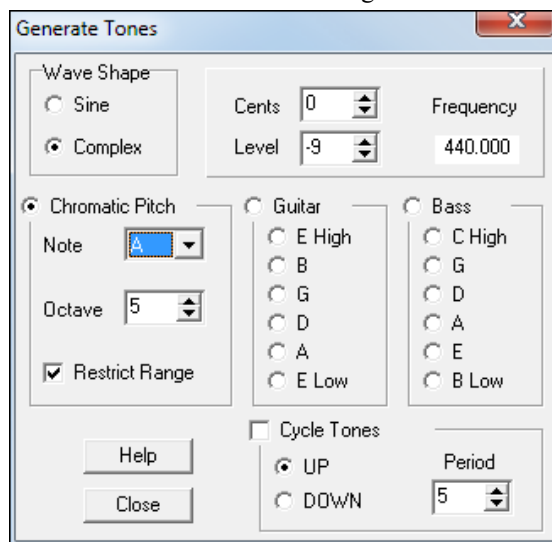 Generate Tones
Wave Shape
Sine
Complex
Cents 0
Level -9
Frequency
440.000
Chromatic Pitch
Note A
Octave 5
Restrict Range
Guitar
E High
B
G
D
A
E Low
Bass
C High
G
D
A
E
B Low
Help
Close
Cycle Tones
UP
DOWN
Period
5